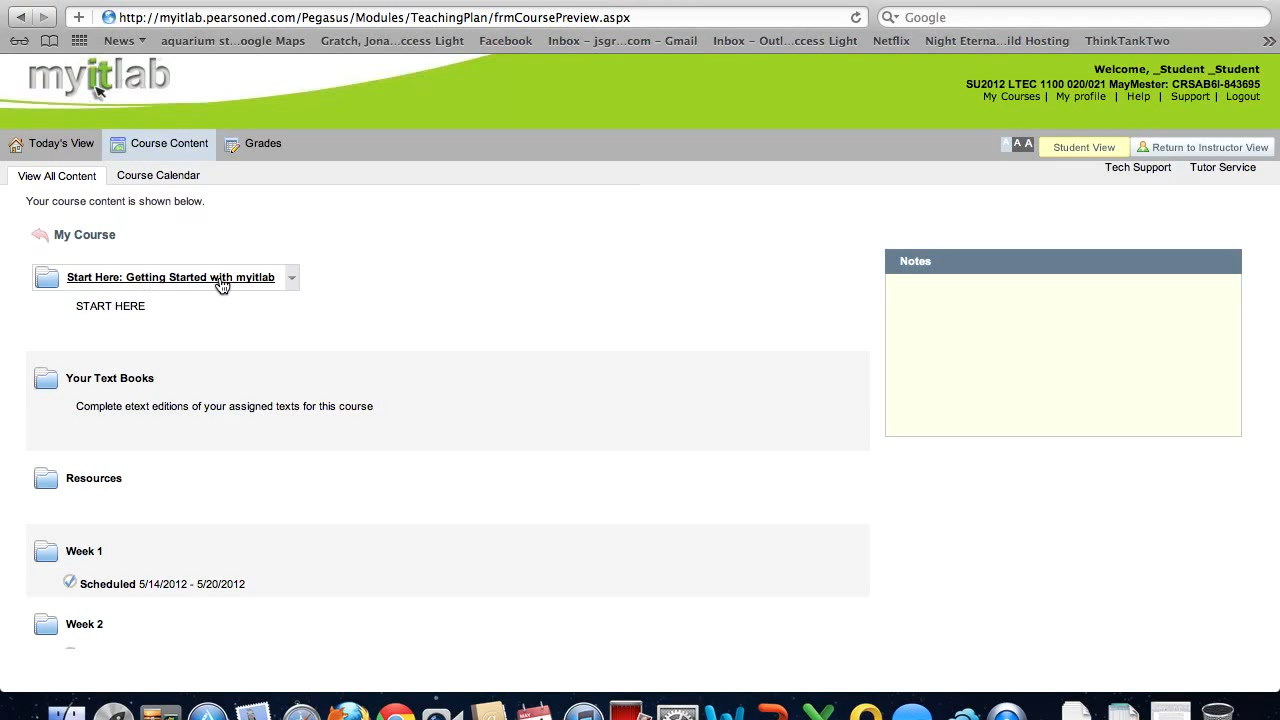 http://myitlab.pearsoned.com/Pegasus/Modules/TeachingPlan/frmCoursePreview.aspx
Google
News
aquarium st...oogle Maps
Gratch, Jona...ccess Light
Facebook
Inbox – jsgr...com – Gmail
Inbox – Outl...ccess Light
Netflix
Night Eterna...ild Hosting
ThinkTankTwo
myitlab
Welcome, _Student _Student
SU2012 LTEC 1100 020/021 MayMester: CRSAB6I-843695
My Courses | My profile | Help | Support | Logout
Today's View
Course Content
Grades
A A A
Student View
Return to Instructor View
View All Content
Course Calendar
Tech Support
Tutor Service
Your course content is shown below.
My Course
Start Here: Getting Started with myitlab
START HERE
Notes
Your Text Books
Complete etext editions of your assigned texts for this course
Resources
Week 1
Scheduled 5/14/2012 - 5/20/2012
Week 2
MAY